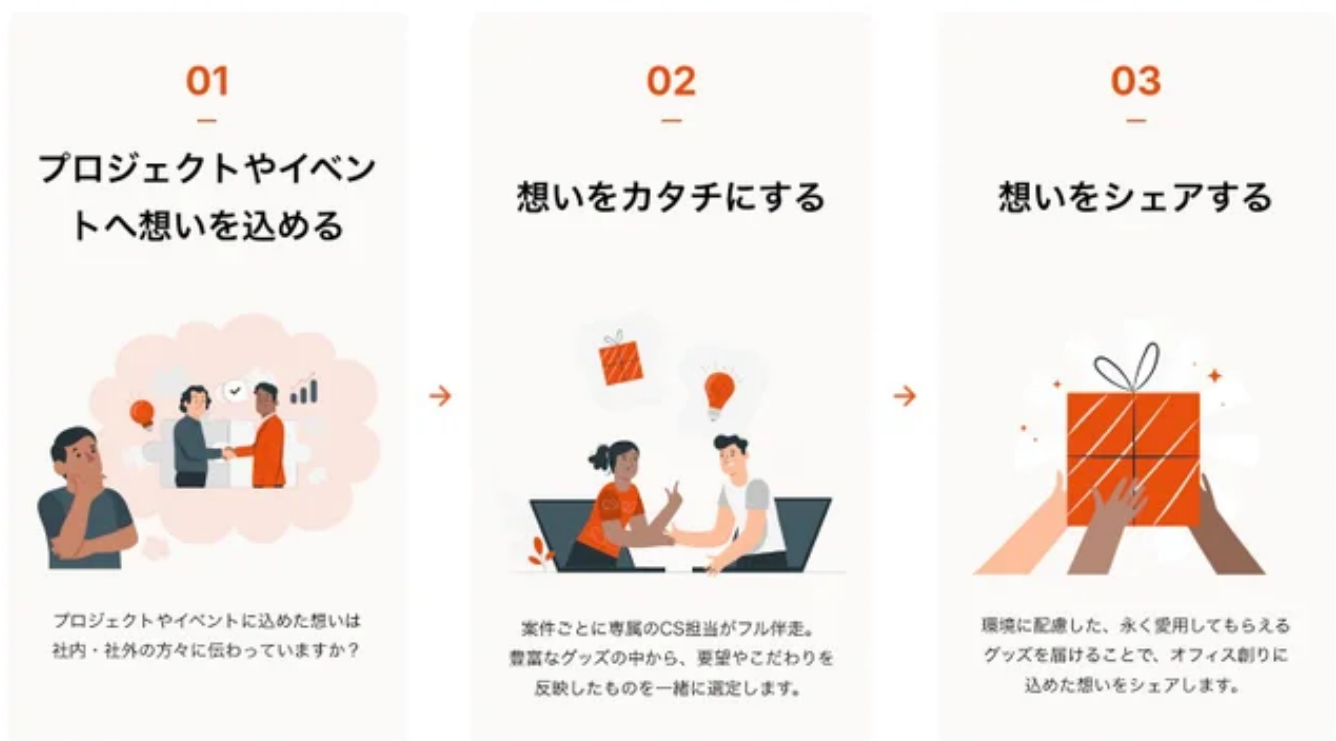 01
プロジェクトやイベン
トへ想いを込める
プロジェクトやイベントに込めた想いは
社内・社外の方々に伝わっていますか？
02
想いをカタチにする
案件ごとに専属のCS担当がフル伴走。
豊富なグッズの中から、要望やこだわりを
反映したものを一緒に選定します。
03
想いをシェアする
環境に配慮した、永く愛用してもらえる
グッズを届けることで、オフィス創りに
込めた想いをシェアします。